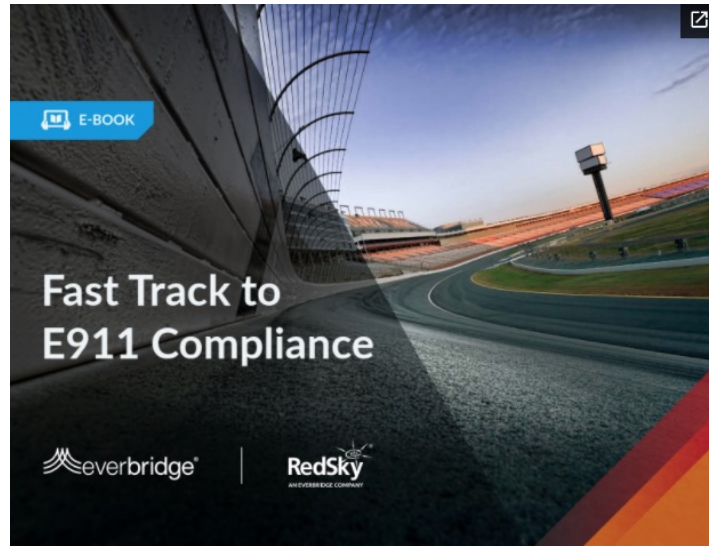 E-BOOK
Fast Track to
E911 Compliance
everbridge®
RedSky
AN EVERBRIDGE COMPANY